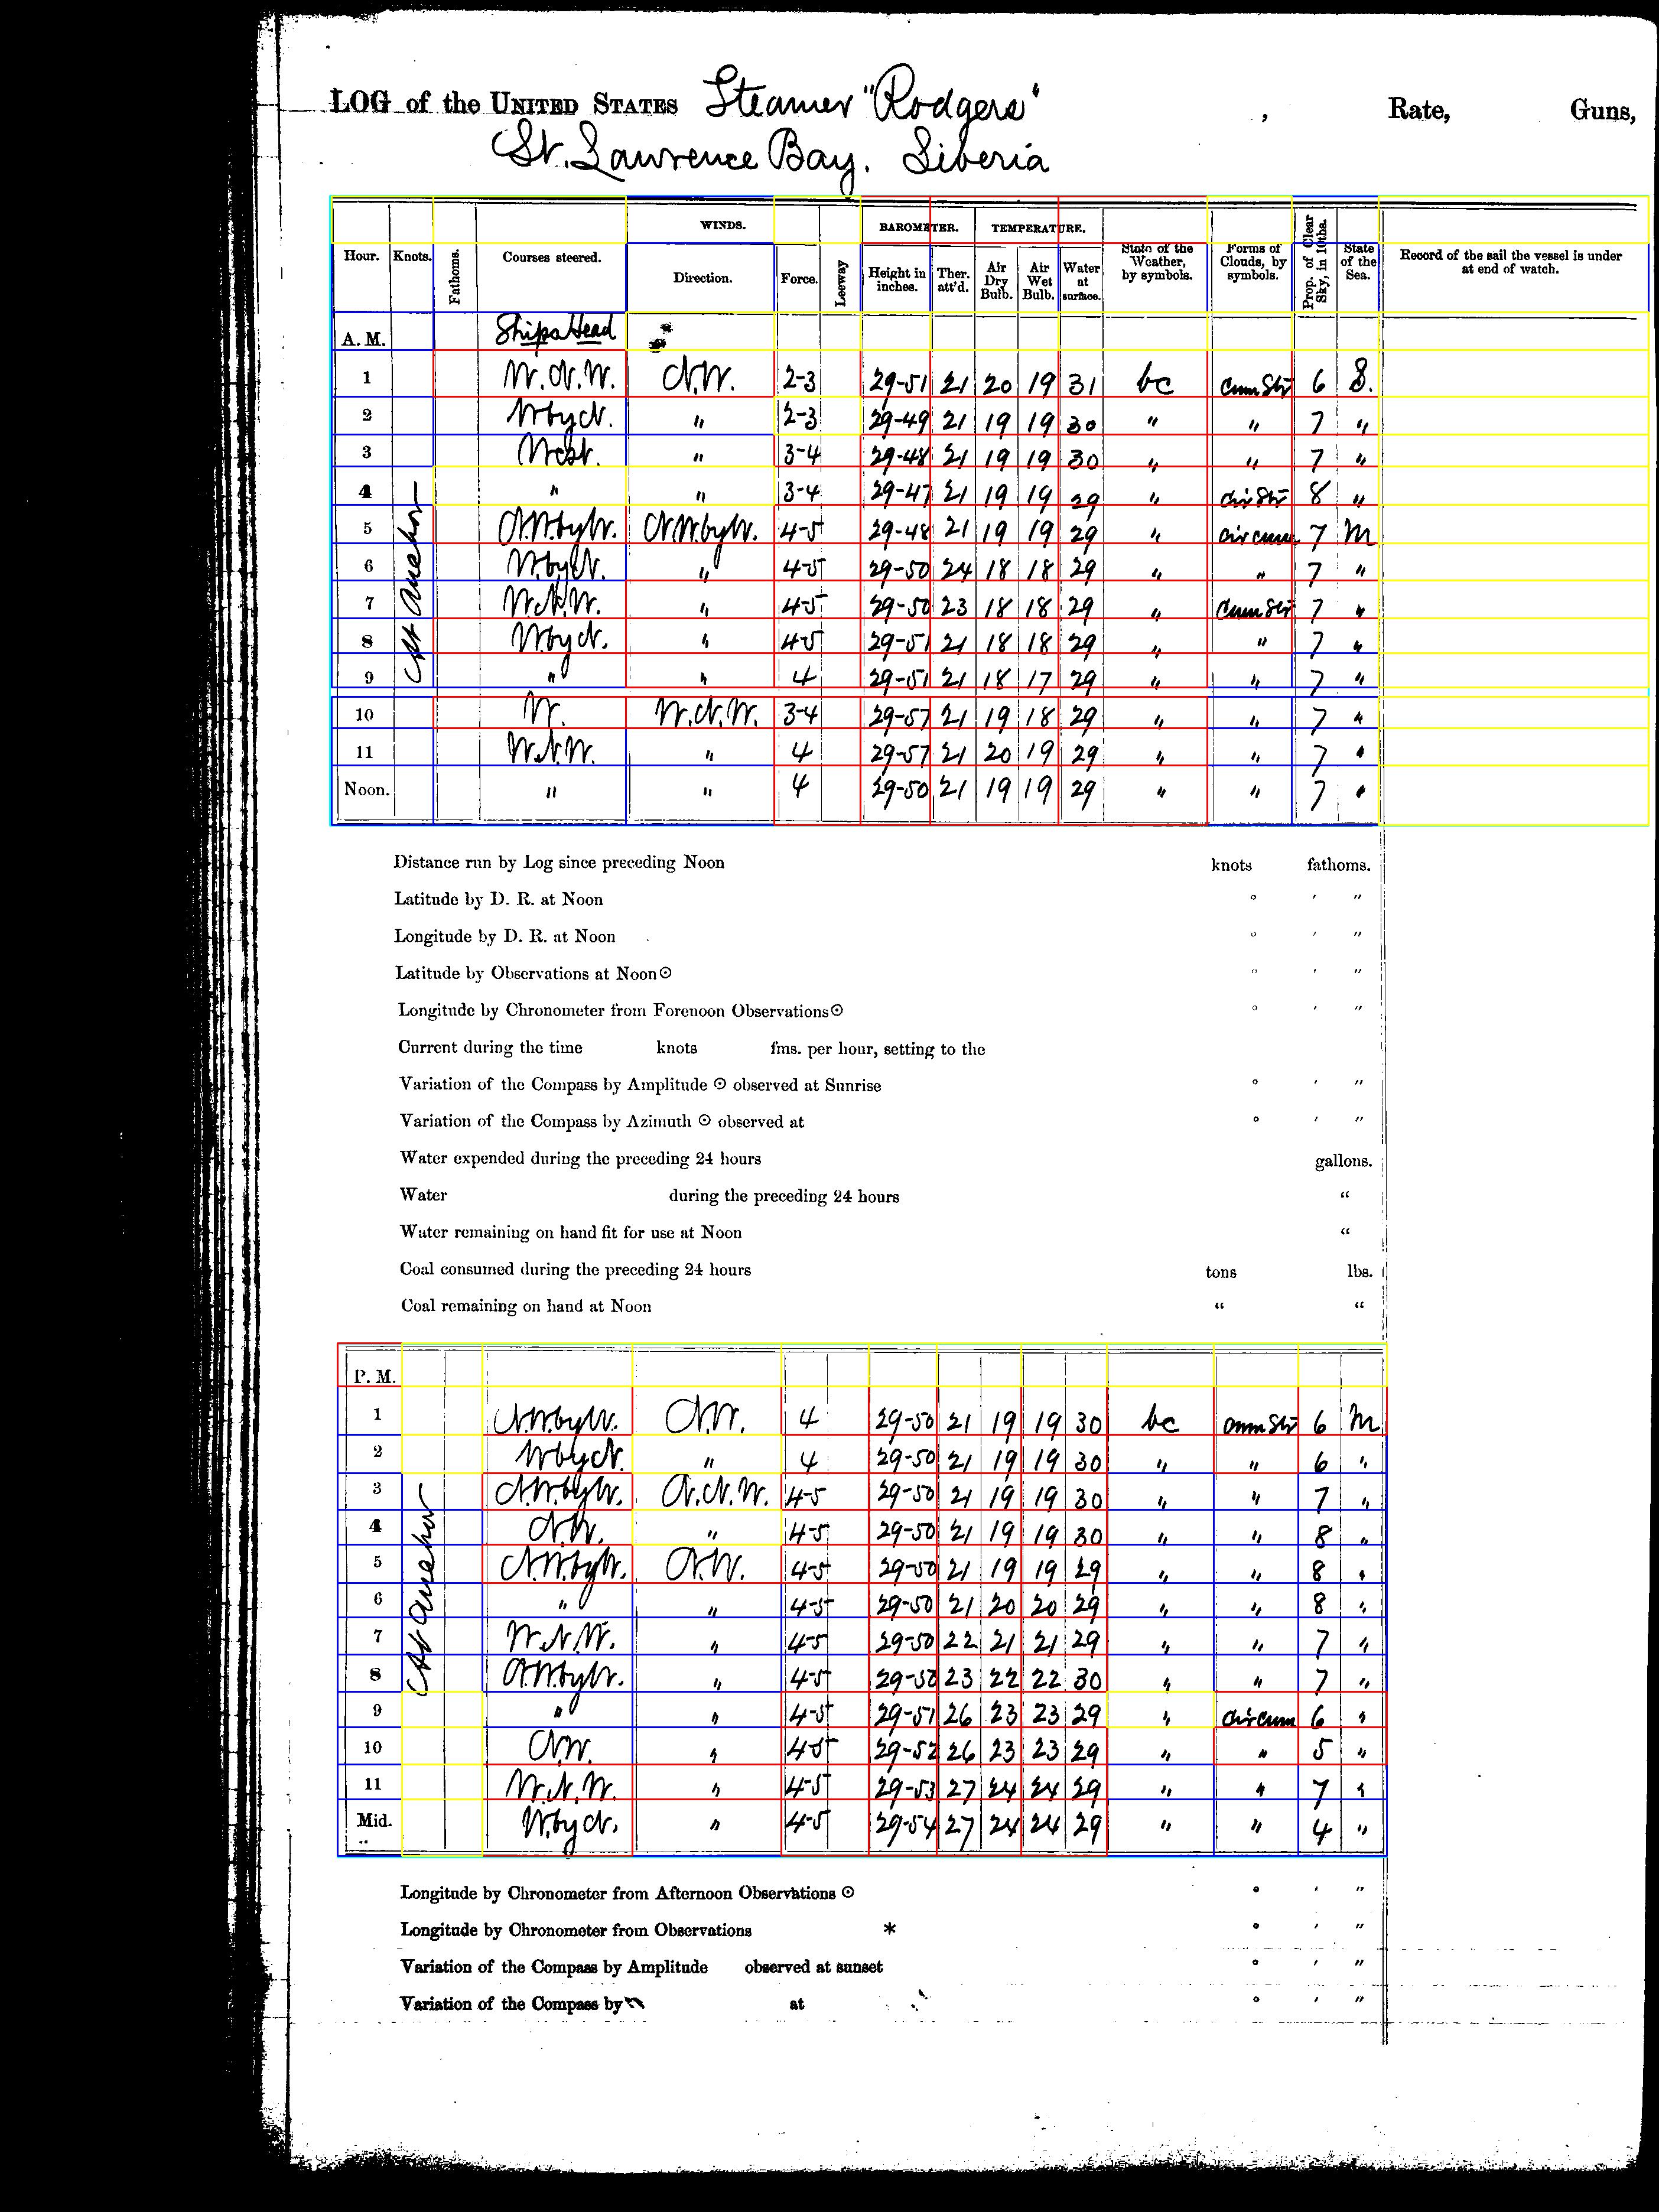 LOG of the UNITED STATES Steamer "Rodgers" , Rate, Guns,
St. Lawrence Bay. Siberia
WINDS. BAROMETER. TEMPERATURE.
Hour. Knots. Fathoms. Courses steered. Direction. Force. Leeway Height in inches. Ther. att'd. Air Dry Bulb. Air Wet Bulb. Water at surface. State of the Weather, by symbols. Forms of Clouds, by symbols. Prop. of Clear Sky, in 10ths. State of the Sea. Record of the sail the vessel is under at end of watch.
A. M. Ships Head
At Anchor
1 W.N.W. N.W. 2-3 29-51 21 20 19 31 bc Cum Str 6 S.
2 W by N. " 2-3 29-49 21 19 19 30 " " 7 "
3 West. " 3-4 29-48 21 19 19 30 " " 7 "
4 " " 3-4 29-47 21 19 19 29 " Cir Str 8 "
5 N.W. by W. N.W. by W. 4-5 29-48 21 19 19 29 " Cir cum 7 M
6 W. by N. " 4-5 29-50 24 18 18 29 " " 7 "
7 W.N.W. " 4-5 29-50 23 18 18 29 " Cum Str 7 "
8 W by N. " 4-5 29-51 21 18 18 29 " " 7 "
9 " " 4 29-51 21 18 17 29 " " 7 "
10 W. W.N.W. 3-4 29-57 21 19 18 29 " " 7 "
11 W.N.W. " 4 29-57 21 20 19 29 " " 7 "
Noon. " " 4 29-50 21 19 19 29 " " 7 "
Distance run by Log since preceding Noon knots fathoms.
Latitude by D. R. at Noon ° ′ ″
Longitude by D. R. at Noon ° ′ ″
Latitude by Observations at Noon ⊙ ° ′ ″
Longitude by Chronometer from Forenoon Observations ⊙ ° ′ ″
Current during the time knots fms. per hour, setting to the
Variation of the Compass by Amplitude ⊙ observed at Sunrise ° ′ ″
Variation of the Compass by Azimuth ⊙ observed at ° ′ ″
Water expended during the preceding 24 hours gallons.
Water during the preceding 24 hours "
Water remaining on hand fit for use at Noon "
Coal consumed during the preceding 24 hours tons lbs.
Coal remaining on hand at Noon " "
P. M.
At Anchor
1 N.W. by W. N.W. 4 29-50 21 19 19 30 bc Cum Str 6 M
2 W by N. " 4 29-50 21 19 19 30 " " 6 "
3 N.W. by W. N.N.W. 4-5 29-50 21 19 19 30 " " 7 "
4 N.W. " 4-5 29-50 21 19 19 30 " " 8 "
5 N.W. by W. N.W. 4-5 29-50 21 19 19 29 " " 8 "
6 " " 4-5 29-50 21 20 20 29 " " 8 "
7 W.N.W. " 4-5 29-50 22 21 21 29 " " 7 "
8 N.W. by W. " 4-5 29-50 23 22 22 30 " " 7 "
9 " " 4-5 29-51 26 23 23 29 " Cir cum 6 "
10 N.W. " 4-5 29-52 26 23 23 29 " " 5 "
11 W.N.W. " 4-5 29-53 27 24 24 29 " " 7 "
Mid. W. by N. " 4-5 29-54 27 24 24 29 " " 4 "
Longitude by Chronometer from Afternoon Observations ⊙ ° ′ ″
Longitude by Chronometer from Observations * ° ′ ″
Variation of the Compass by Amplitude observed at sunset ° ′ ″
Variation of the Compass by at ° ′ ″